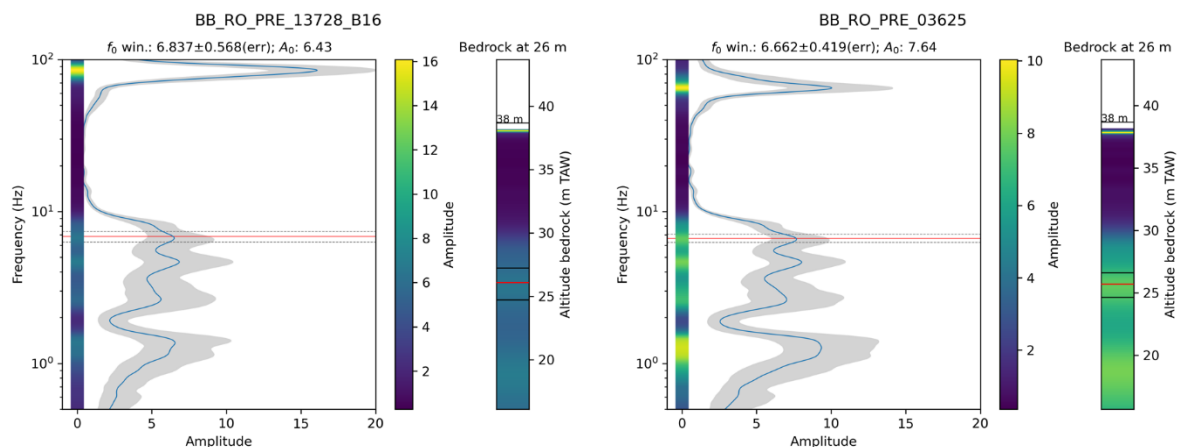 BB_RO_PRE_13728_B16
f0 win.: 6.837±0.568(err); A0: 6.43
Bedrock at 26 m
10²
10¹
10⁰
Frequency (Hz)
0
5
10
15
20
Amplitude
16
14
12
10
8
6
4
2
Amplitude
38 m
40
35
30
25
20
Altitude bedrock (m TAW)
BB_RO_PRE_03625
f0 win.: 6.662±0.419(err); A0: 7.64
Bedrock at 26 m
10²
10¹
10⁰
Frequency (Hz)
0
5
10
15
20
Amplitude
10
8
6
4
2
Amplitude
38 m
40
35
30
25
20
Altitude bedrock (m TAW)